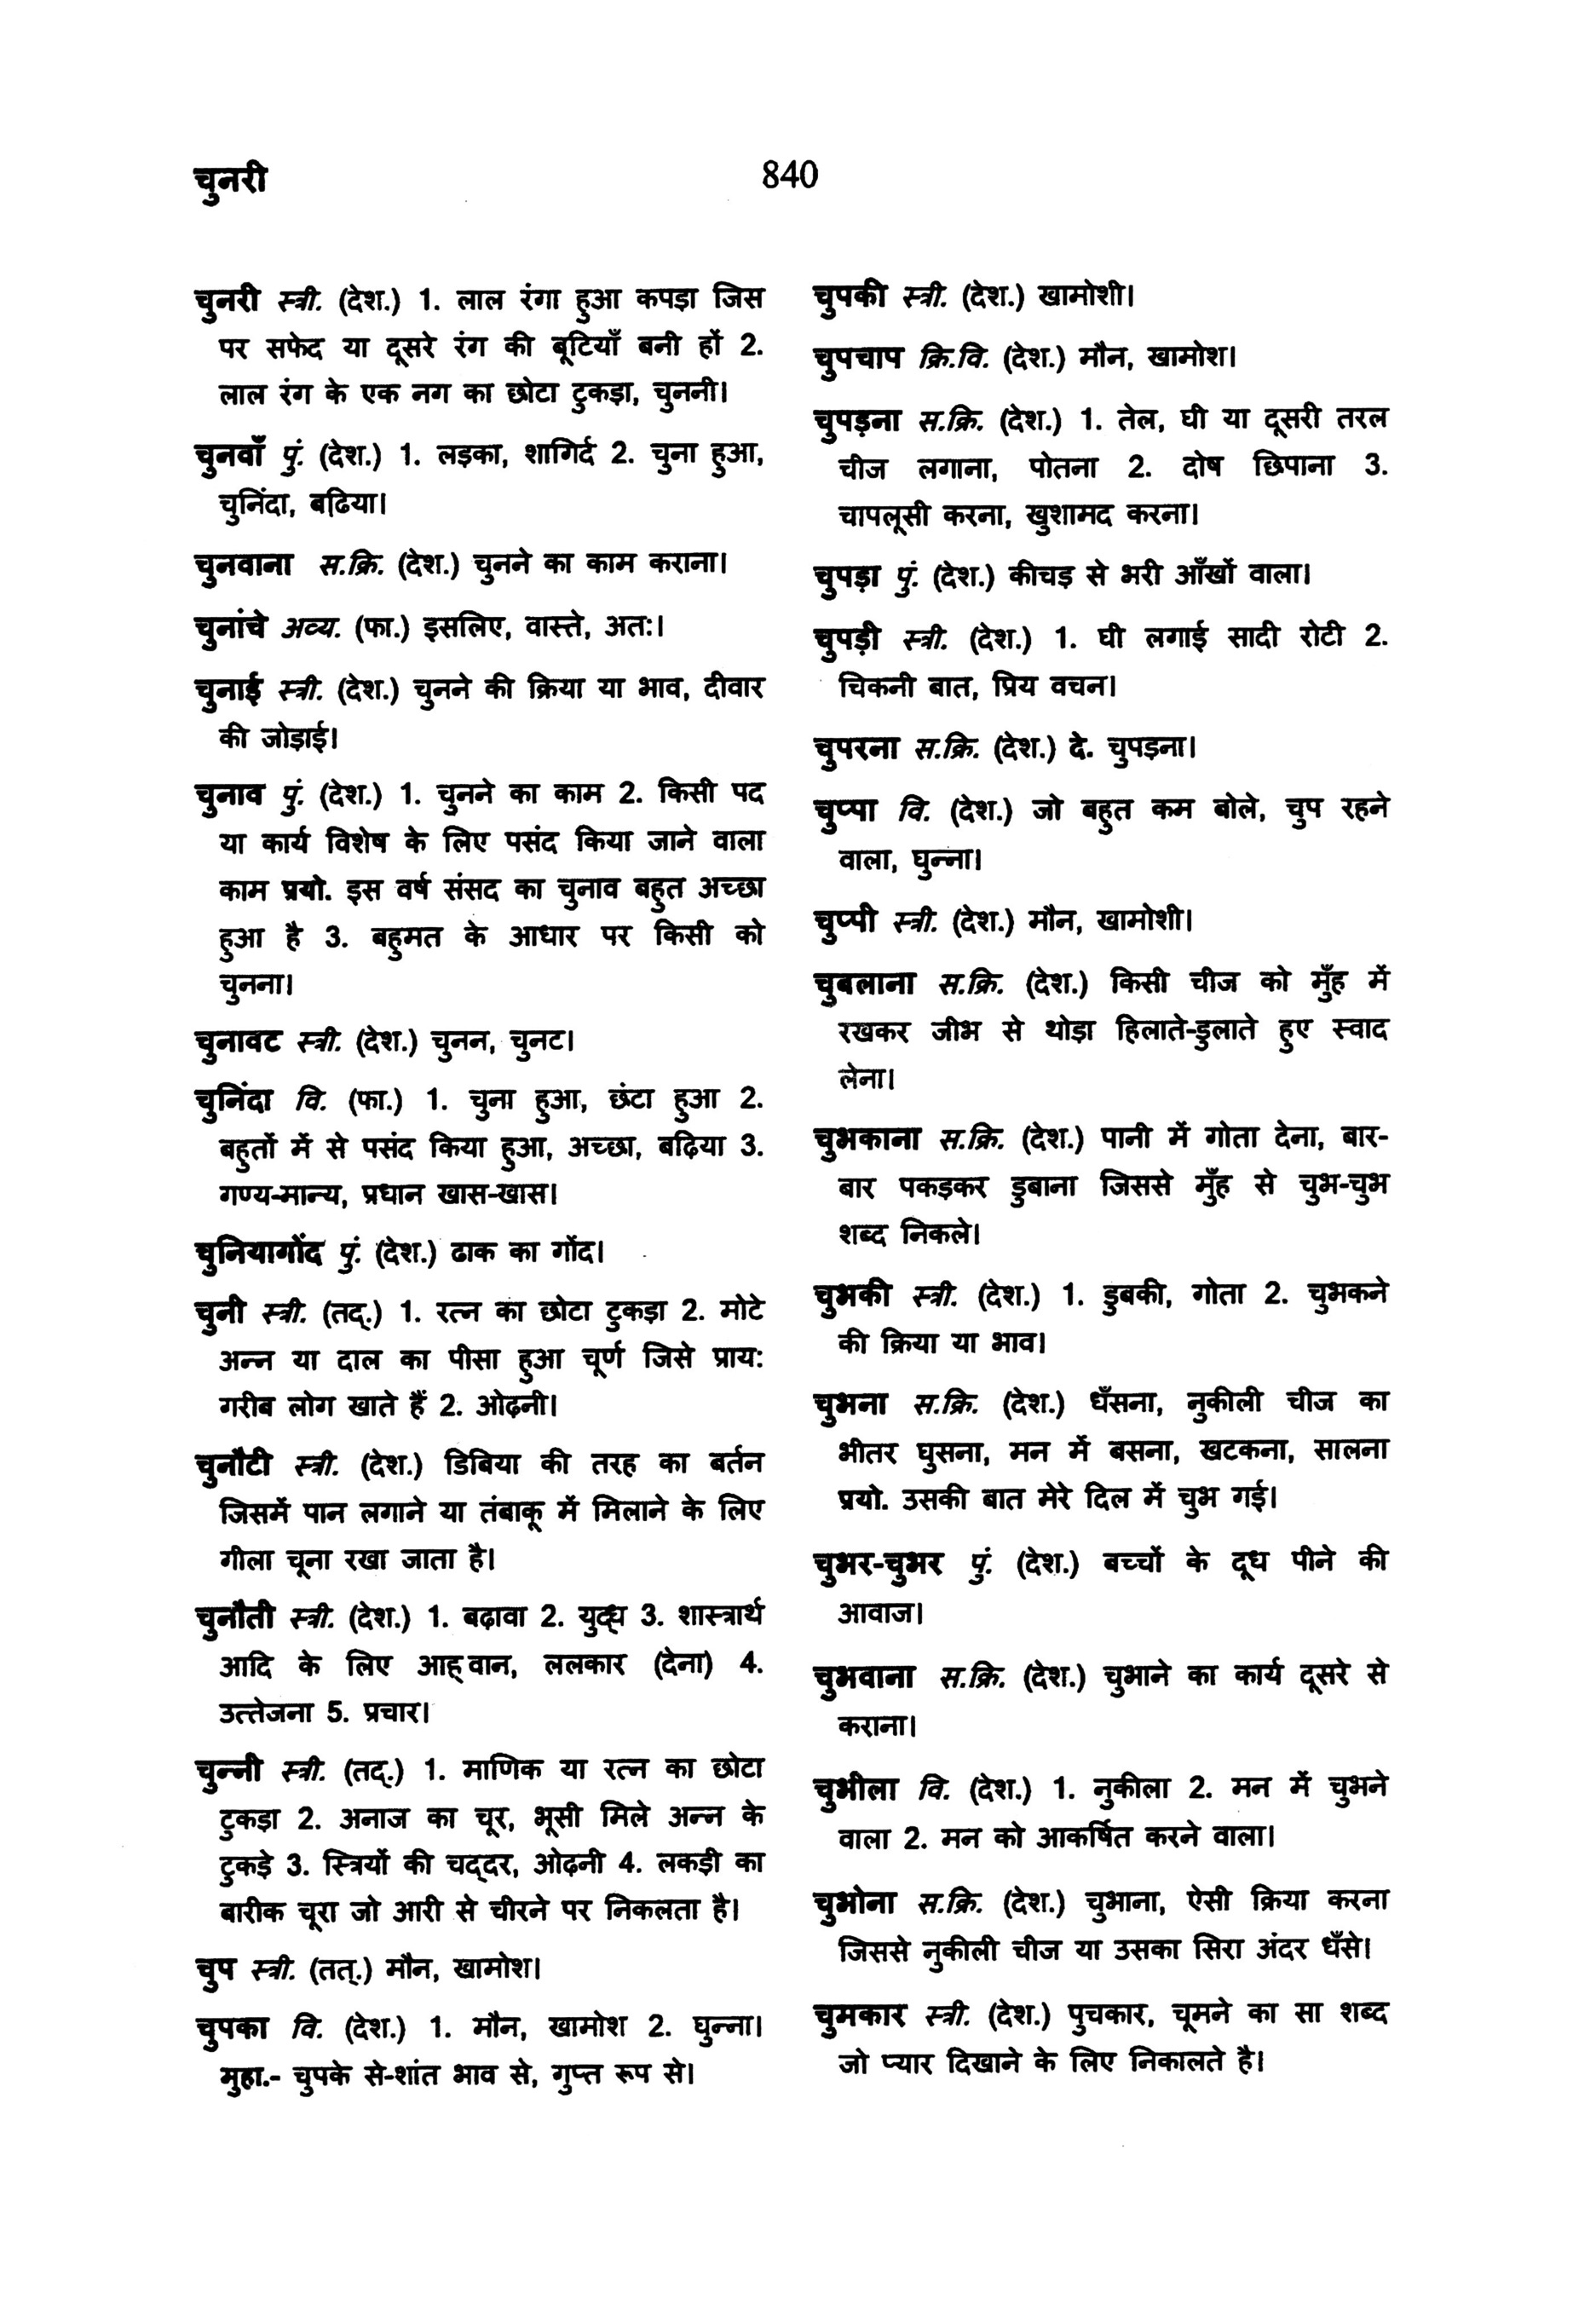 चुनरी
840
चुनरी स्त्री. (देश.) 1. लाल रंगा हुआ कपड़ा जिस
पर सफेद या दूसरे रंग की बूटियाँ बनी हों 2.
लाल रंग के एक नग का छोटा टुकड़ा, चुननी।
चुनवाँ पुं. (देश.) 1. लड़का, शागिर्द 2. चुना हुआ,
चुनिंदा, बढि़या।
चुनवाना स.क्रि. (देश.) चुनने का काम कराना।
चुनांचे अव्य. (फा.) इसलिए, वास्ते, अतः।
चुनाई स्त्री. (देश.) चुनने की क्रिया या भाव, दीवार
की जोड़ाई।
चुनाव पुं. (देश.) 1. चुनने का काम 2. किसी पद
या कार्य विशेष के लिए पसंद किया जाने वाला
काम प्रयो. इस वर्ष संसद का चुनाव बहुत अच्छा
हुआ है 3. बहुमत के आधार पर किसी को
चुनना।
चुनावट स्त्री. (देश.) चुनन, चुनट।
चुनिंदा वि. (फा.) 1. चुना हुआ, छंटा हुआ 2.
बहुतों में से पसंद किया हुआ, अच्छा, बढ़िया 3.
गण्य-मान्य, प्रधान खास-खास।
चुनियागोंद पुं. (देश.) ढाक का गोंद।
चुनी स्त्री. (तद्.) 1. रत्न का छोटा टुकड़ा 2. मोटे
अन्न या दाल का पीसा हुआ चूर्ण जिसे प्रायः
गरीब लोग खाते हैं 2. ओढ़नी।
चुनौटी स्त्री. (देश.) डिबिया की तरह का बर्तन
जिसमें पान लगाने या तंबाकू में मिलाने के लिए
गीला चूना रखा जाता है।
चुनौती स्त्री. (देश.) 1. बढ़ावा 2. युद्ध 3. शास्त्रार्थ
आदि के लिए आह्वान, ललकार (देना) 4.
उत्तेजना 5. प्रचार।
चुन्नी स्त्री. (तद्.) 1. माणिक या रत्न का छोटा
टुकड़ा 2. अनाज का चूर, भूसी मिले अन्न के
टुकड़े 3. स्त्रियों की चद्दर, ओढ़नी 4. लकड़ी का
बारीक चूरा जो आरी से चीरने पर निकलता है।
चुप स्त्री. (तत्.) मौन, खामोश।
चुपका वि. (देश.) 1. मौन, खामोश 2. घुन्ना।
मुहा.- चुपके से-शांत भाव से, गुप्त रूप से।
चुपकी स्त्री. (देश.) खामोशी।
चुपचाप क्रि.वि. (देश.) मौन, खामोश।
चुपड़ना स.क्रि. (देश.) 1. तेल, घी या दूसरी तरल
चीज लगाना, पोतना 2. दोष छिपाना 3.
चापलूसी करना, खुशामद करना।
चुपड़ा पुं. (देश.) कीचड़ से भरी आँखों वाला।
चुपड़ी स्त्री. (देश.) 1. घी लगाई सादी रोटी 2.
चिकनी बात, प्रिय वचन।
चुपरना स.क्रि. (देश.) दे. चुपड़ना।
चुप्पा वि. (देश.) जो बहुत कम बोले, चुप रहने
वाला, घुन्ना।
चुप्पी स्त्री. (देश.) मौन, खामोशी।
चुबलाना स.क्रि. (देश.) किसी चीज को मुँह में
रखकर जीभ से थोड़ा हिलाते-डुलाते हुए स्वाद
लेना।
चुभकाना स.क्रि. (देश.) पानी में गोता देना, बार-
बार पकड़कर डुबाना जिससे मुँह से चुभ-चुभ
शब्द निकले।
चुभकी स्त्री. (देश.) 1. डुबकी, गोता 2. चुभकने
की क्रिया या भाव।
चुभना स.क्रि. (देश.) धँसना, नुकीली चीज का
भीतर घुसना, मन में बसना, खटकना, सालना
प्रयो. उसकी बात मेरे दिल में चुभ गई।
चुभर-चुभर पुं. (देश.) बच्चों के दूध पीने की
आवाज।
चुभवाना स.क्रि. (देश.) चुभाने का कार्य दूसरे से
कराना।
चुभीला वि. (देश.) 1. नुकीला 2. मन में चुभने
वाला 2. मन को आकर्षित करने वाला।
चुभोना स.क्रि. (देश.) चुभाना, ऐसी क्रिया करना
जिससे नुकीली चीज या उसका सिरा अंदर धँसे।
चुमकार स्त्री. (देश.) पुचकार, चूमने का सा शब्द
जो प्यार दिखाने के लिए निकालते है।